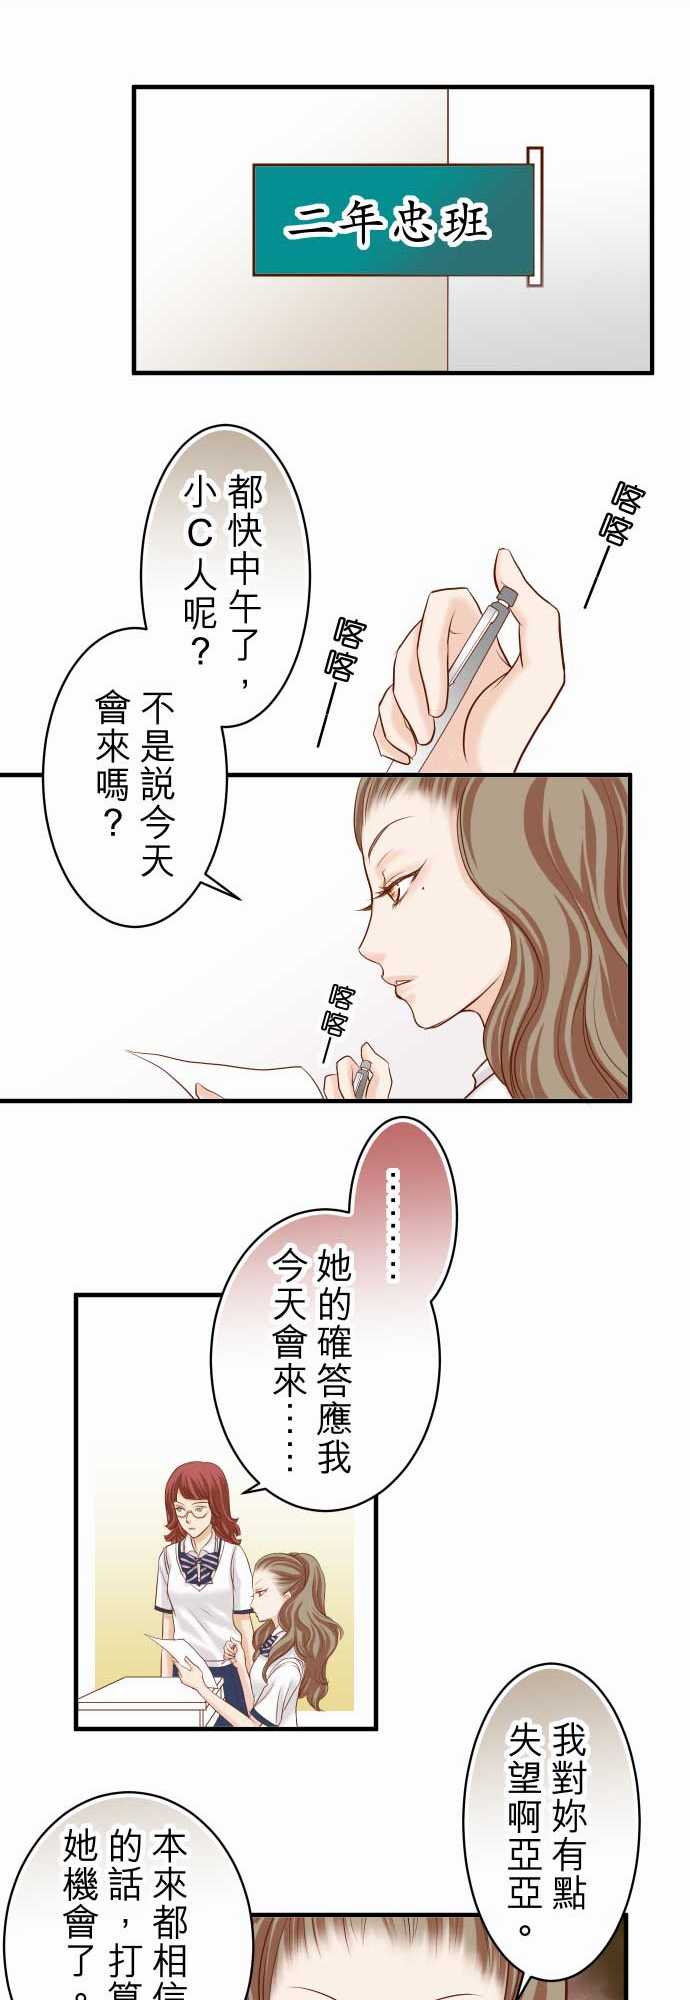 二年忠班
喀喀—
都快中午了，
小C人呢？
喀喀—
不是說今天
會來嗎？
喀喀—
…………
她的確答應我
今天會來……
我對妳有點
失望啊亞亞。
本來都相信
的話，打算
她機會了。